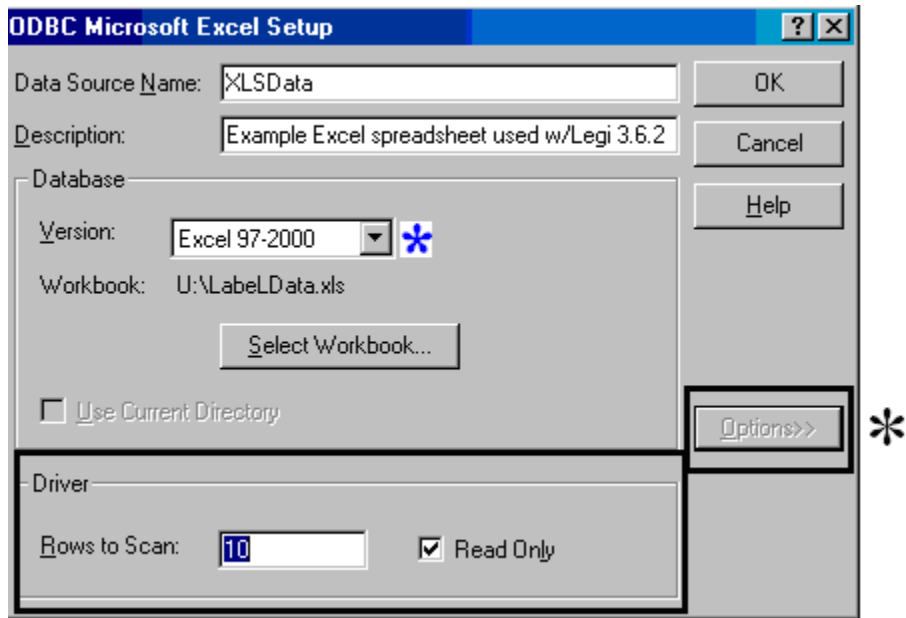 ODBC Microsoft Excel Setup
Data Source Name: XLSData
OK
Description: Example Excel spreadsheet used w/Legi 3.6.2
Cancel
Database
Help
Version: Excel 97-2000 *
Workbook: U:\LabeLData.xls
Select Workbook...
Use Current Directory
Options>> *
Driver
Rows to Scan: 10
Read Only